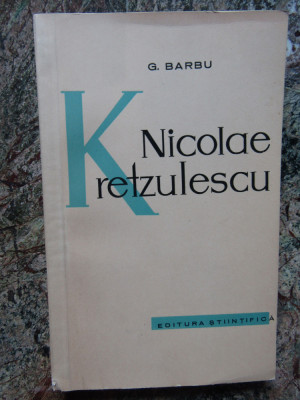 G. BARBU
Nicolae
Kretzulescu
EDITURA ȘTIINȚIFICĂ